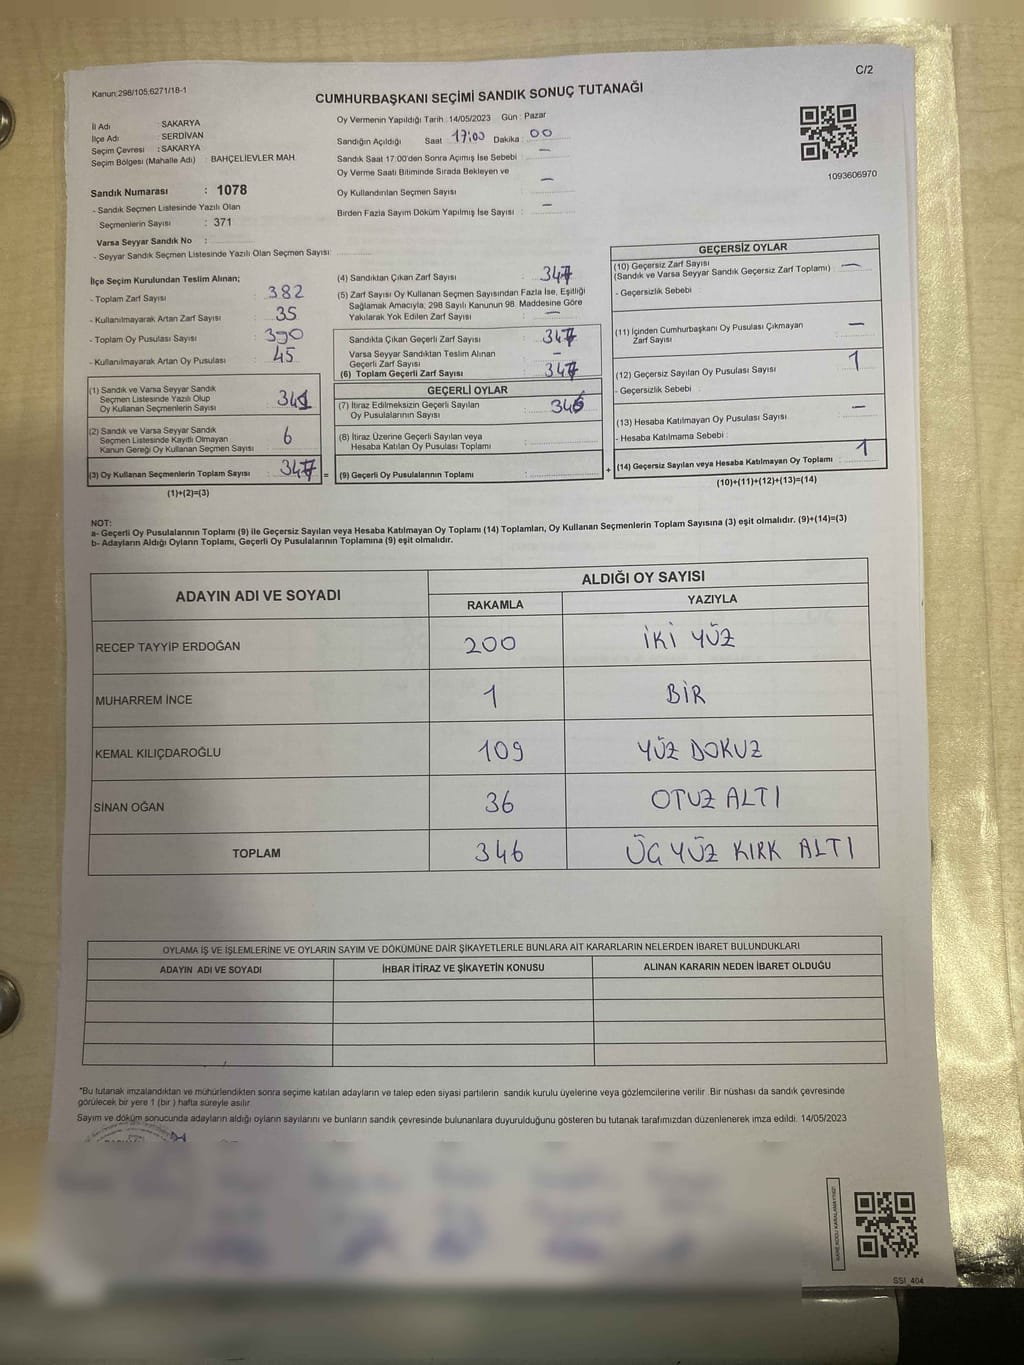 C/2
Kanun:298/105,6271/18-1
CUMHURBAŞKANI SEÇİMİ SANDIK SONUÇ TUTANAĞI
İl Adı : SAKARYA
İlçe Adı : SERDİVAN
Seçim Çevresi : SAKARYA
Seçim Bölgesi (Mahalle Adı) : BAHÇELİEVLER MAH.
Sandık Numarası : 1078
- Sandık Seçmen Listesinde Yazılı Olan
Seçmenlerin Sayısı : 371
Varsa Seyyar Sandık No :
- Seyyar Sandık Seçmen Listesinde Yazılı Olan Seçmen Sayısı:
Oy Vermenin Yapıldığı Tarih : 14/05/2023 Gün : Pazar
Sandığın Açıldığı Saat 17:00 Dakika : 00
Sandık Saat 17:00'den Sonra Açımış İse Sebebi : —
Oy Verme Saati Bitiminde Sırada Bekleyen ve
Oy Kullandırılan Seçmen Sayısı : —
Birden Fazla Sayım Döküm Yapılmış İse Sayısı : —
1093606970
İlçe Seçim Kurulundan Teslim Alınan;
- Toplam Zarf Sayısı : 382
- Kullanılmayarak Artan Zarf Sayısı : 35
- Toplam Oy Pusulası Sayısı : 390
- Kullanılmayarak Artan Oy Pusulası : 45
(1) Sandık ve Varsa Seyyar Sandık
Seçmen Listesinde Yazılı Olup
Oy Kullanan Seçmenlerin Sayısı : 341
(2) Sandık ve Varsa Seyyar Sandık
Seçmen Listesinde Kayıtlı Olmayan
Kanun Gereği Oy Kullanan Seçmen Sayısı : 6
(3) Oy Kullanan Seçmenlerin Toplam Sayısı : 347 =
(1)+(2)=(3)
(4) Sandıktan Çıkan Zarf Sayısı : 347
(5) Zarf Sayısı Oy Kullanan Seçmen Sayısından Fazla İse, Eşitliği
Sağlamak Amacıyla, 298 Sayılı Kanunun 98. Maddesine Göre
Yakılarak Yok Edilen Zarf Sayısı : —
Sandıkta Çıkan Geçerli Zarf Sayısı : 347
Varsa Seyyar Sandıktan Teslim Alınan
Geçerli Zarf Sayısı : —
(6) Toplam Geçerli Zarf Sayısı : 347
GEÇERLİ OYLAR
(7) İtiraz Edilmeksizin Geçerli Sayılan
Oy Pusulalarının Sayısı : 346
(8) İtiraz Üzerine Geçerli Sayılan veya
Hesaba Katılan Oy Pusulası Toplamı :
(9) Geçerli Oy Pusulalarının Toplamı : +
GEÇERSİZ OYLAR
(10) Geçersiz Zarf Sayısı
(Sandık ve Varsa Seyyar Sandık Geçersiz Zarf Toplamı) : —
- Geçersizlik Sebebi :
(11) İçinden Cumhurbaşkanı Oy Pusulası Çıkmayan
Zarf Sayısı : —
(12) Geçersiz Sayılan Oy Pusulası Sayısı : 1
- Geçersizlik Sebebi :
(13) Hesaba Katılmayan Oy Pusulası Sayısı : —
- Hesaba Katılmama Sebebi :
(14) Geçersiz Sayılan veya Hesaba Katılmayan Oy Toplamı : 1
(10)+(11)+(12)+(13)=(14)
NOT:
a- Geçerli Oy Pusulalarının Toplamı (9) ile Geçersiz Sayılan veya Hesaba Katılmayan Oy Toplamı (14) Toplamları, Oy Kullanan Seçmenlerin Toplam Sayısına (3) eşit olmalıdır. (9)+(14)=(3)
b- Adayların Aldığı Oyların Toplamı, Geçerli Oy Pusulalarının Toplamına (9) eşit olmalıdır.
ADAYIN ADI VE SOYADI ALDIĞI OY SAYISI
RAKAMLA YAZIYLA
RECEP TAYYİP ERDOĞAN 200 İKİ YÜZ
MUHARREM İNCE 1 BİR
KEMAL KILIÇDAROĞLU 109 YÜZ DOKUZ
SİNAN OĞAN 36 OTUZ ALTI
TOPLAM 346 ÜÇ YÜZ KIRK ALTI
OYLAMA İŞ VE İŞLEMLERİNE VE OYLARIN SAYIM VE DÖKÜMÜNE DAİR ŞİKAYETLERLE BUNLARA AİT KARARLARIN NELERDEN İBARET BULUNDUKLARI
ADAYIN ADI VE SOYADI İHBAR İTİRAZ VE ŞİKAYETİN KONUSU ALINAN KARARIN NEDEN İBARET OLDUĞU
*Bu tutanak imzalandıktan ve mühürlendikten sonra seçime katılan adayların ve talep eden siyasi partilerin sandık kurulu üyelerine veya gözlemcilerine verilir. Bir nüshası da sandık çevresinde
görülecek bir yere 1 (bir ) hafta süreyle asılır.
Sayım ve döküm sonucunda adayların aldığı oyların sayılarını ve bunların sandık çevresinde bulunanlara duyurulduğunu gösteren bu tutanak tarafımızdan düzenlenerek imza edildi. 14/05/2023
SSI_404